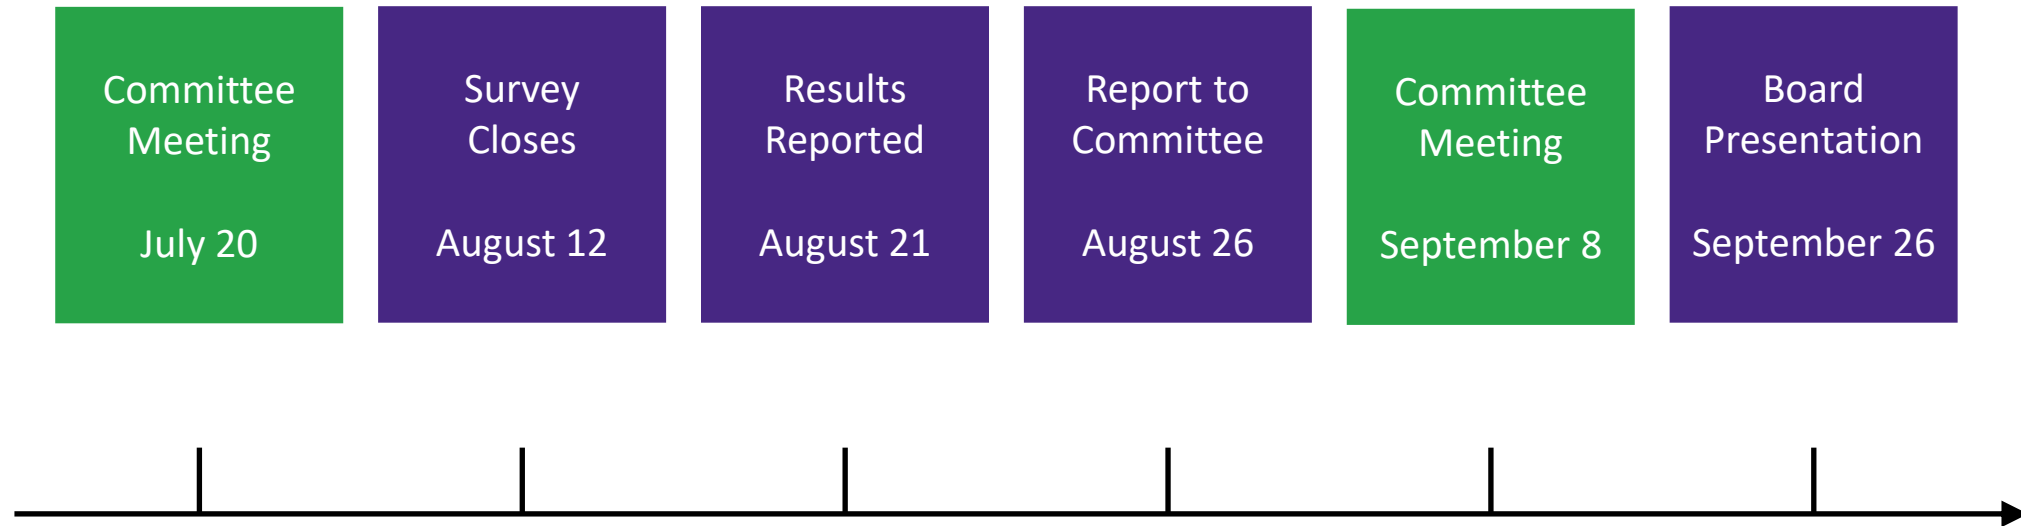 Committee
Meeting
July 20
Survey
Closes
August 12
Results
Reported
August 21
Report to
Committee
August 26
Committee
Meeting
September 8
Board
Presentation
September 26